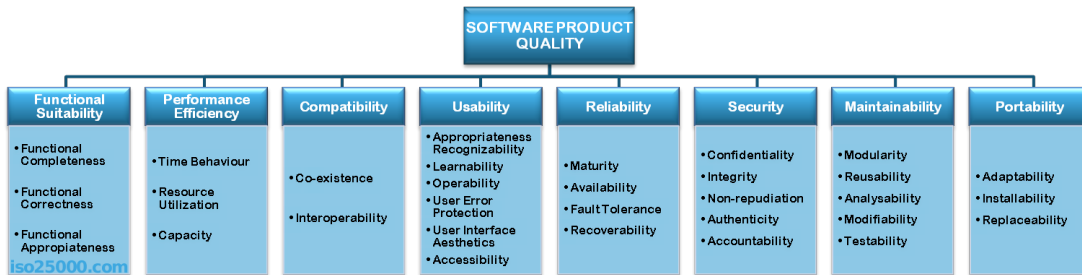 SOFTWARE PRODUCT
QUALITY
Functional
Suitability
• Functional
Completeness
• Functional
Correctness
• Functional
Appropiateness
Performance
Efficiency
• Time Behaviour
• Resource
Utilization
• Capacity
Compatibility
• Co-existence
• Interoperability
Usability
• Appropriateness
Recognizability
• Learnability
• Operability
• User Error
Protection
• User Interface
Aesthetics
• Accessibility
Reliability
• Maturity
• Availability
• Fault Tolerance
• Recoverability
Security
• Confidentiality
• Integrity
• Non-repudiation
• Authenticity
• Accountability
Maintainability
• Modularity
• Reusability
• Analysability
• Modifiability
• Testability
Portability
• Adaptability
• Installability
• Replaceability
iso25000.com